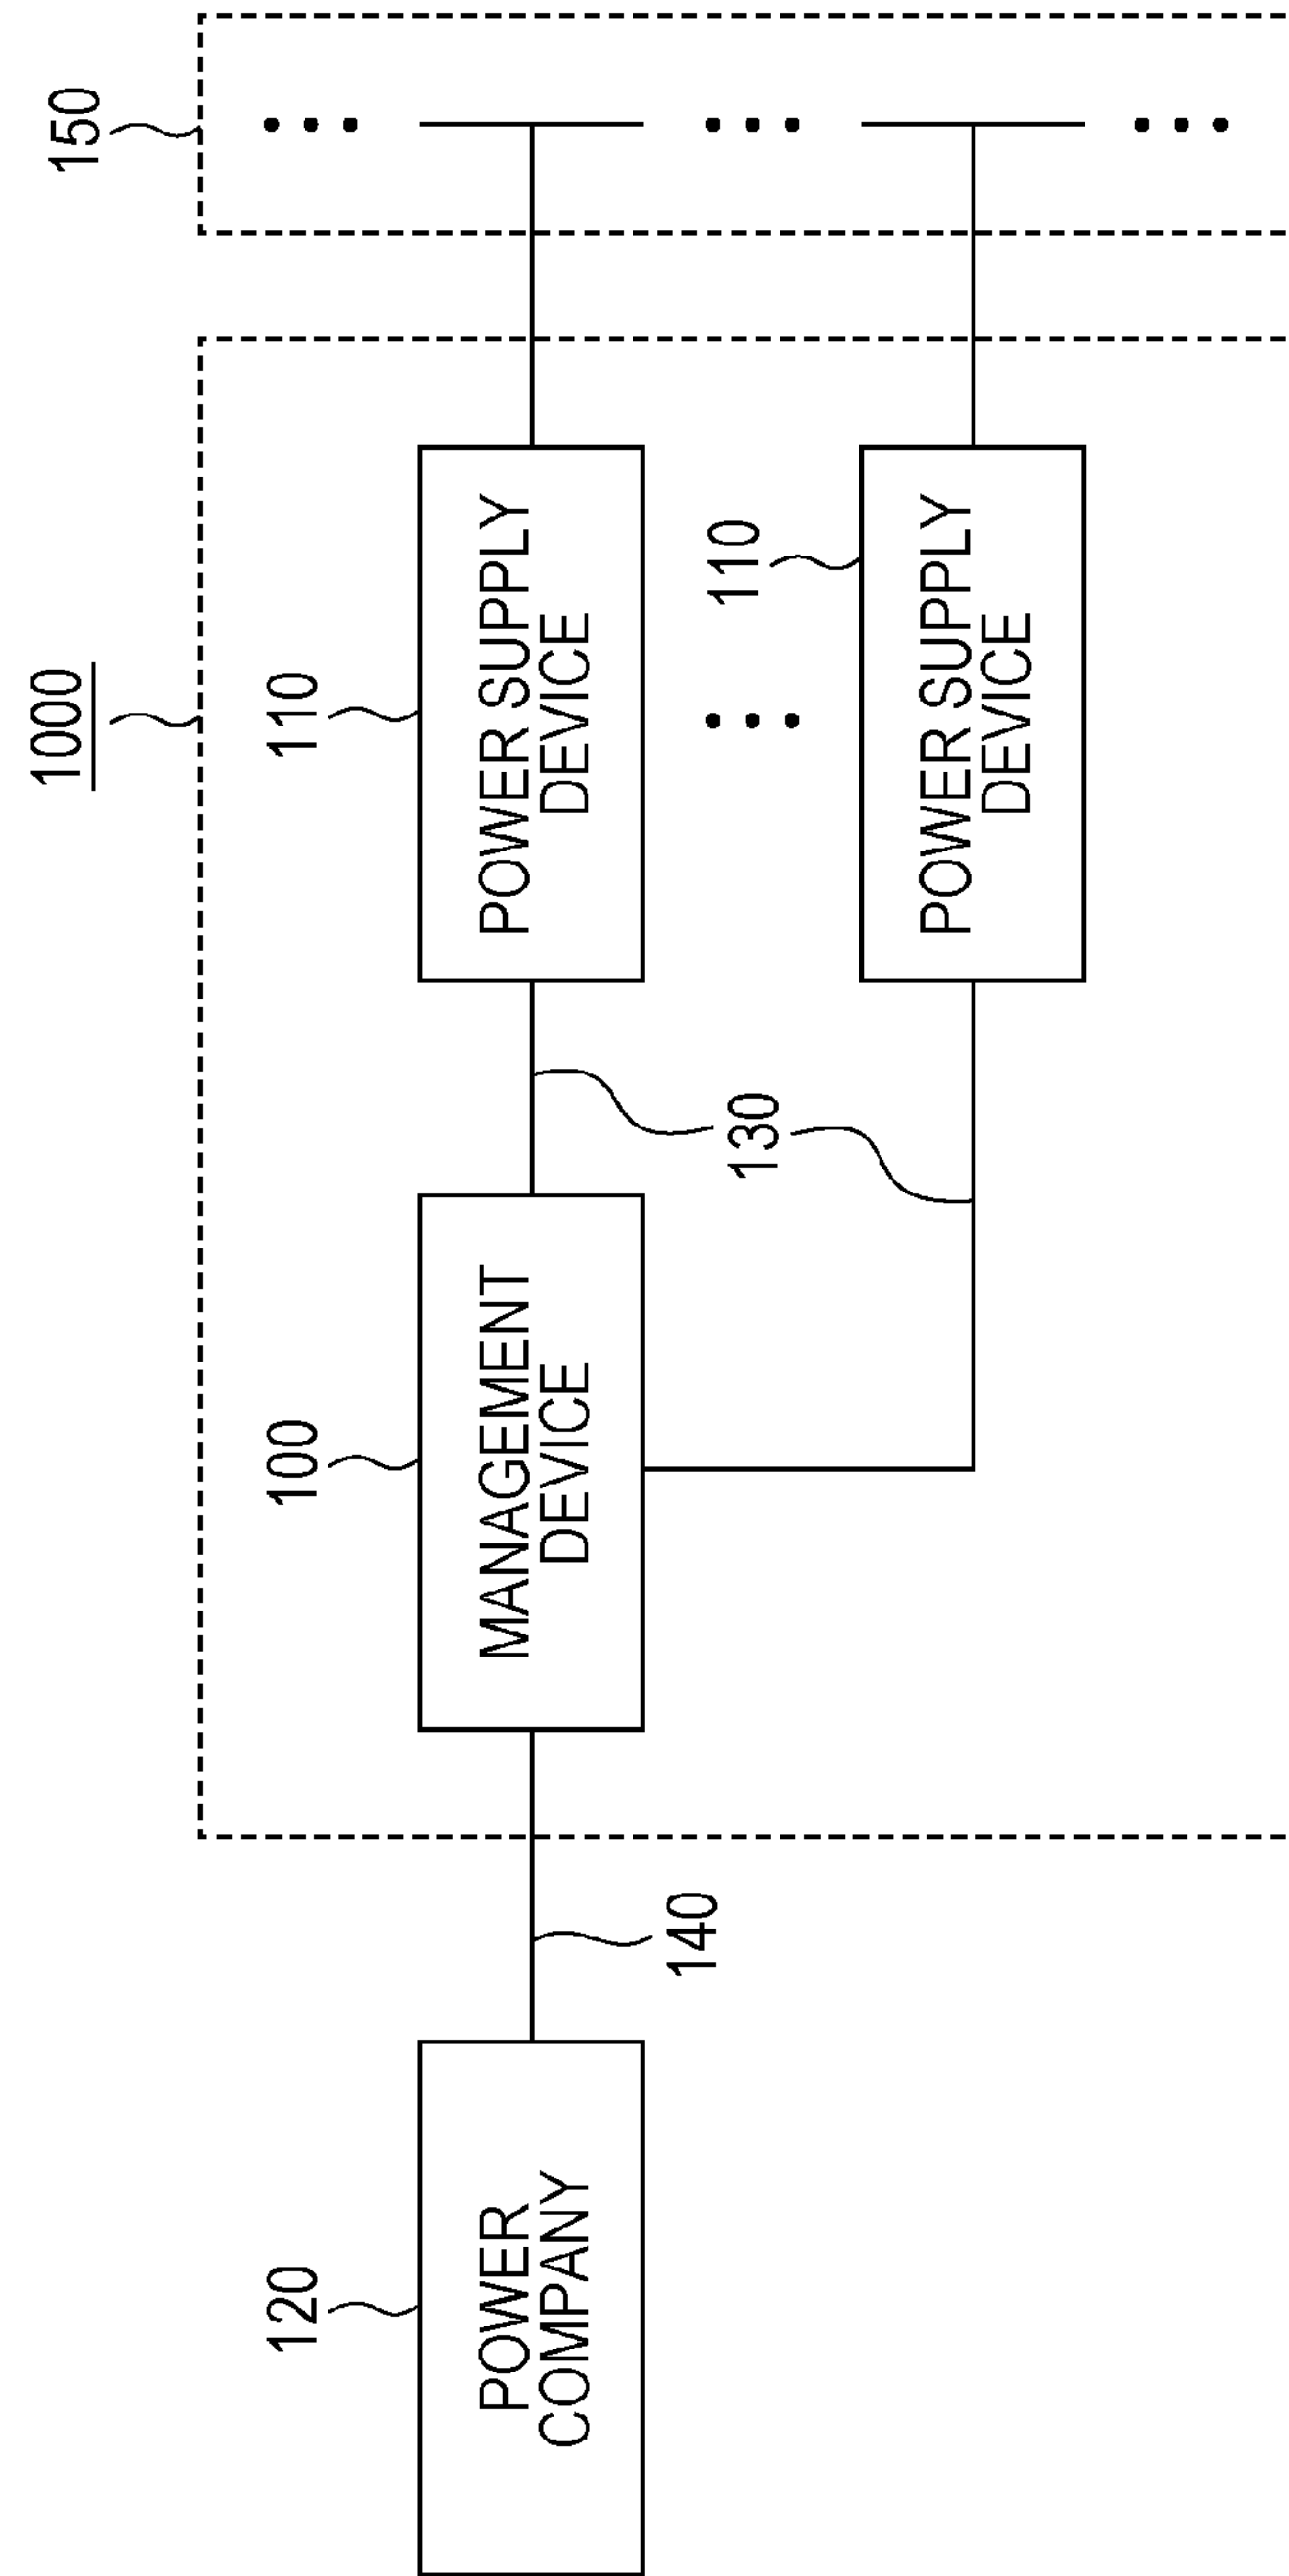 1000
150
120
100
110
POWER
COMPANY
MANAGEMENT
DEVICE
POWER SUPPLY
DEVICE
140
130
110
POWER SUPPLY
DEVICE